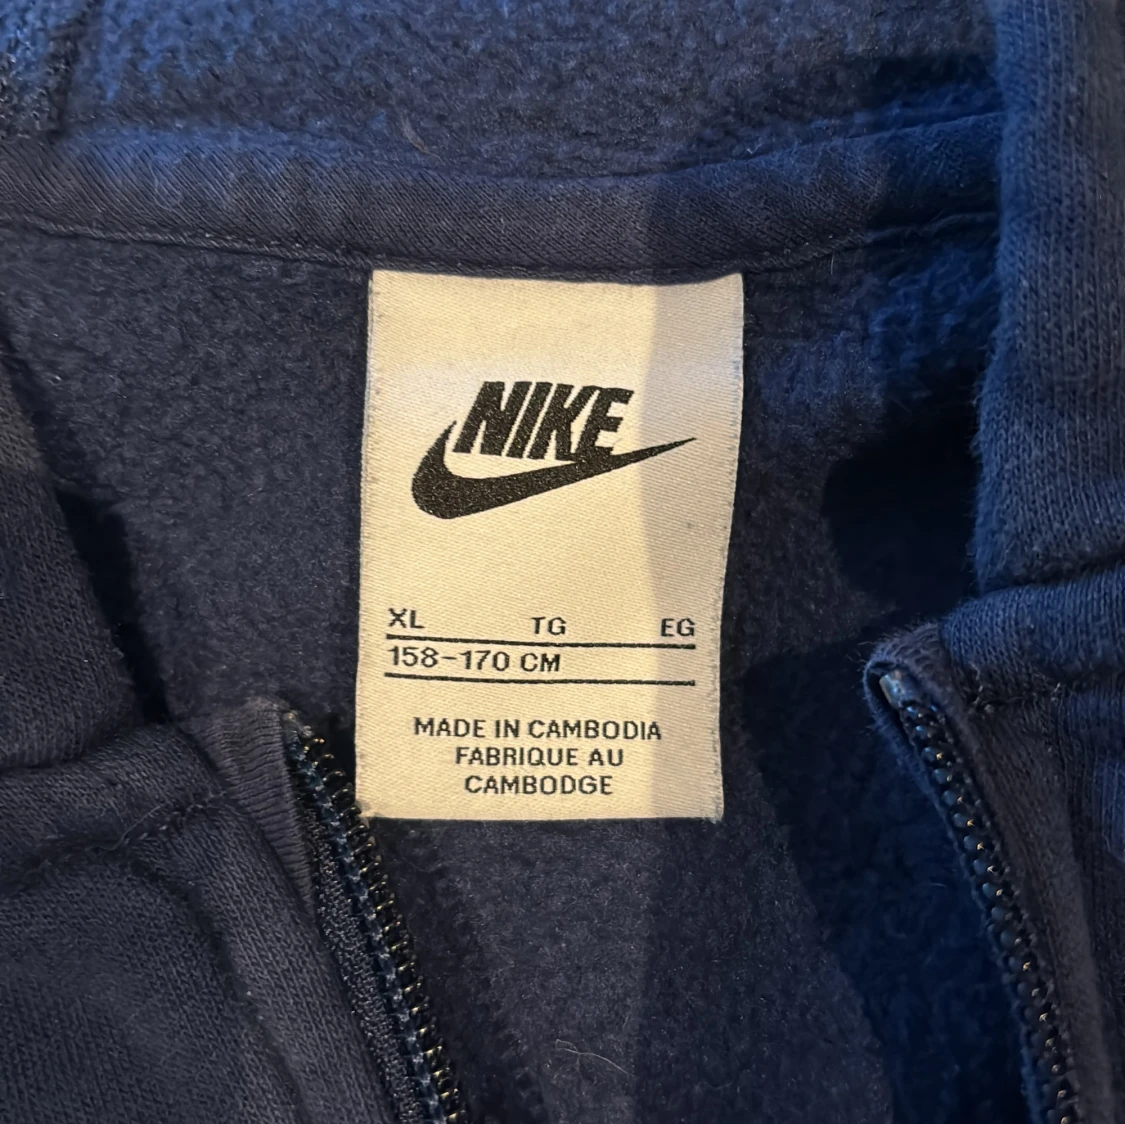 NIKE
XL TG EG
158-170 CM
MADE IN CAMBODIA
FABRIQUE AU
CAMBODGE